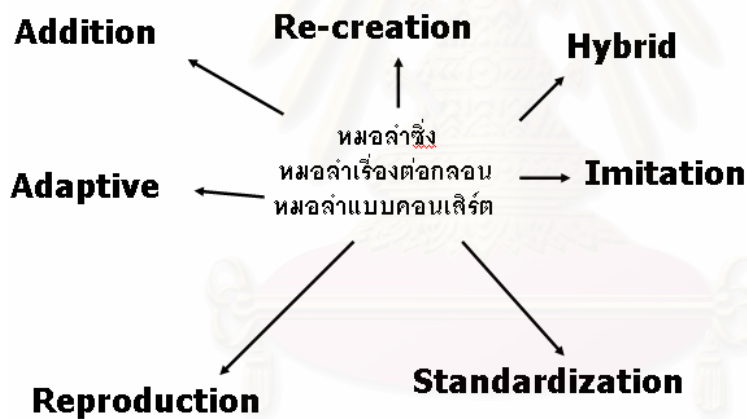 Addition
Re-creation
Hybrid
หมอลำซิ่ง
หมอลำเรื่องต่อกลอน
หมอลำแบบคอนเสิร์ต
Adaptive
Imitation
Reproduction
Standardization